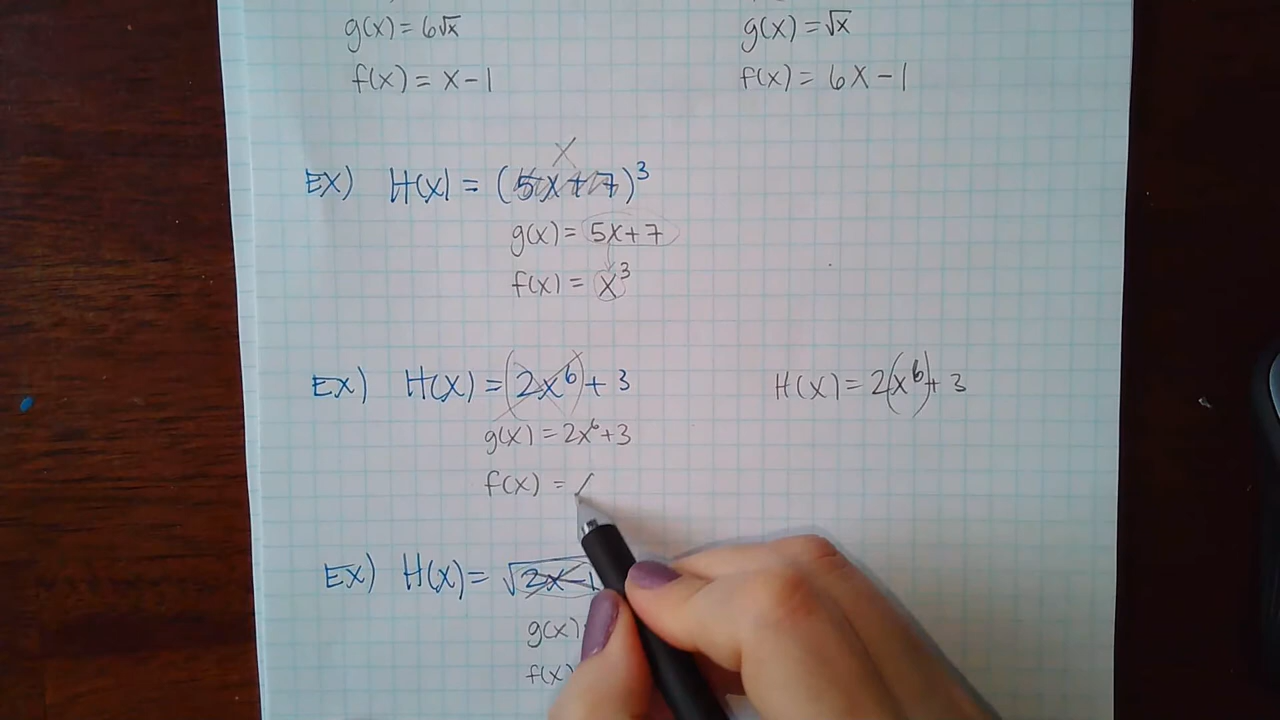 g(x) = 6√x
f(x) = x - 1
g(x) = √x
f(x) = 6x - 1
x
EX) H(x) = (5x+7)³
g(x) = 5x+7
f(x) = x³
EX) H(x) = (2x⁶) + 3
g(x) = 2x⁶+3
f(x) =
H(x) = 2(x⁶) + 3
EX) H(x) = √3x-1
g(x)
f(x)